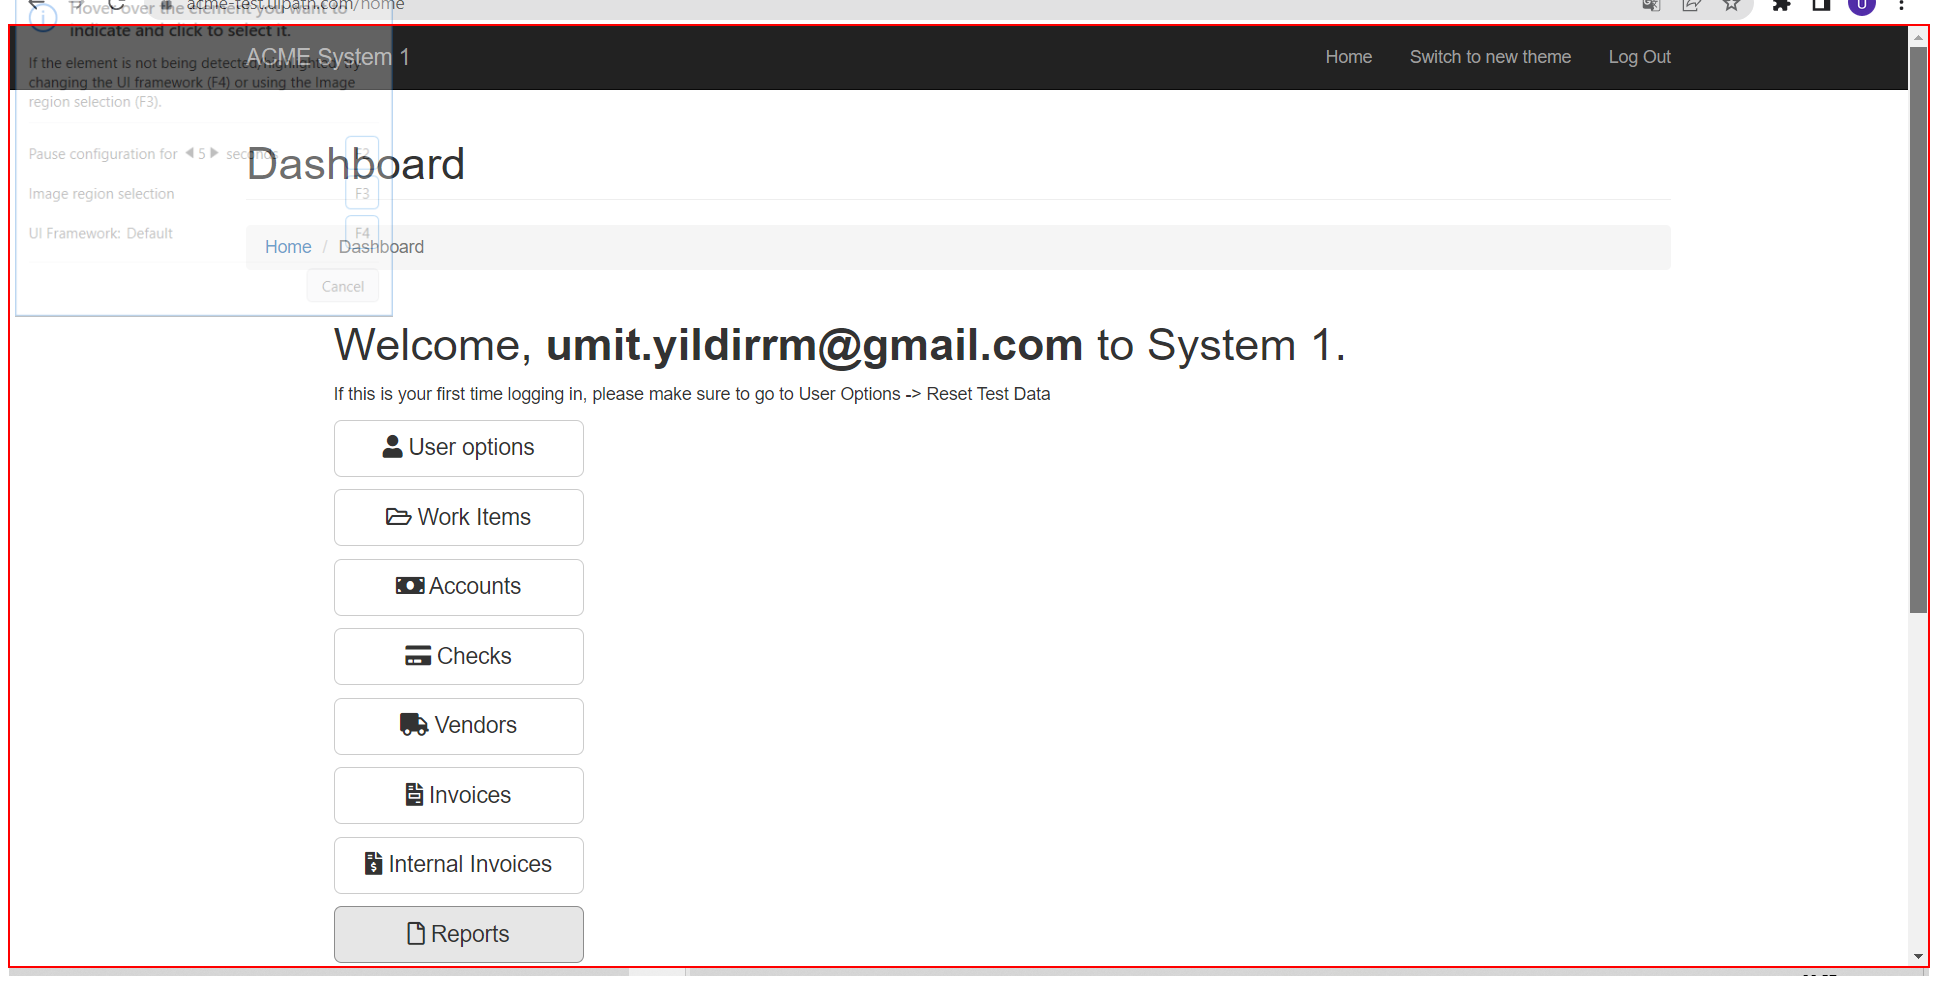 acme-test.uipath.com/home
U
Hover over the element you want to
indicate and click to select it.
If the element is not being detected/highlighted, try
changing the UI framework (F4) or using the Image
region selection (F3).
Pause configuration for 5 seconds F2
Image region selection F3
UI Framework: Default F4
Cancel
ACME System 1
Home Switch to new theme Log Out
Dashboard
Home / Dashboard
Welcome, umit.yildirrm@gmail.com to System 1.
If this is your first time logging in, please make sure to go to User Options -> Reset Test Data
User options
Work Items
Accounts
Checks
Vendors
Invoices
Internal Invoices
Reports